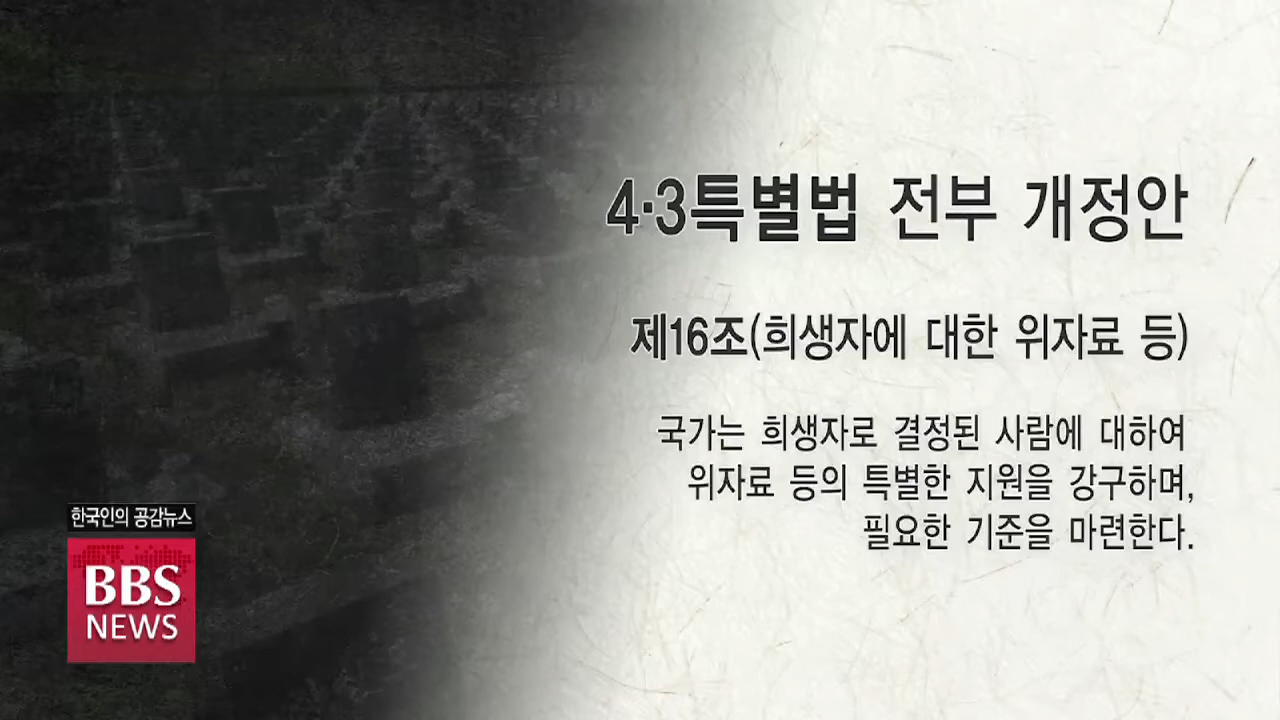 4·3특별법 전부 개정안
제16조(희생자에 대한 위자료 등)
국가는 희생자로 결정된 사람에 대하여
위자료 등의 특별한 지원을 강구하며,
필요한 기준을 마련한다.
한국인의 공감뉴스
BBS
NEWS